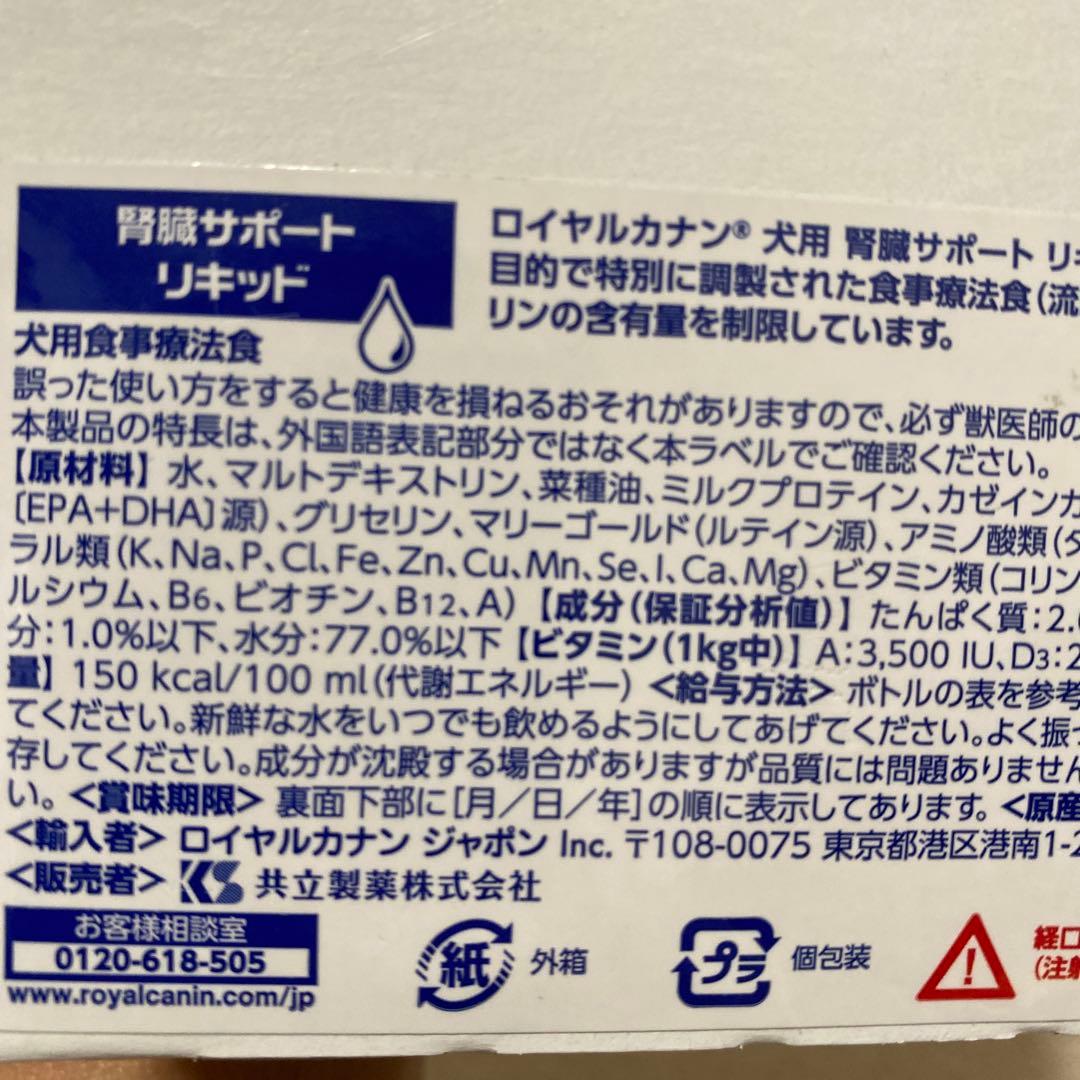 腎臓サポート
リキッド
犬用食事療法食
ロイヤルカナン® 犬用 腎臓サポート リキ
目的で特別に調製された食事療法食(流
リンの含有量を制限しています。
誤った使い方をすると健康を損ねるおそれがありますので、必ず獣医師の
本製品の特長は、外国語表記部分ではなく本ラベルでご確認ください。
【原材料】水、マルトデキストリン、菜種油、ミルクプロテイン、カゼインカ
〔EPA+DHA〕源)、グリセリン、マリーゴールド(ルテイン源)、アミノ酸類(タ
ラル類(K、Na、P、Cl、Fe、Zn、Cu、Mn、Se、I、Ca、Mg)、ビタミン類(コリン
ルシウム、B6、ビオチン、B12、A)【成分(保証分析値)】たんぱく質:2.
分:1.0%以下、水分:77.0%以下【ビタミン(1kg中)】A:3,500 IU、D3:2
量】150 kcal/100 ml(代謝エネルギー)<給与方法>ボトルの表を参考
てください。新鮮な水をいつでも飲めるようにしてあげてください。よく振っ
存してください。成分が沈殿する場合がありますが品質には問題ありません
い。<賞味期限>裏面下部に[月/日/年]の順に表示してあります。<原産
<輸入者>ロイヤルカナン ジャポン Inc. 〒108-0075 東京都港区港南1-2
<販売者>KS 共立製薬株式会社
お客様相談室
0120-618-505
www.royalcanin.com/jp
紙 外箱
プラ 個包装
経口
(注射